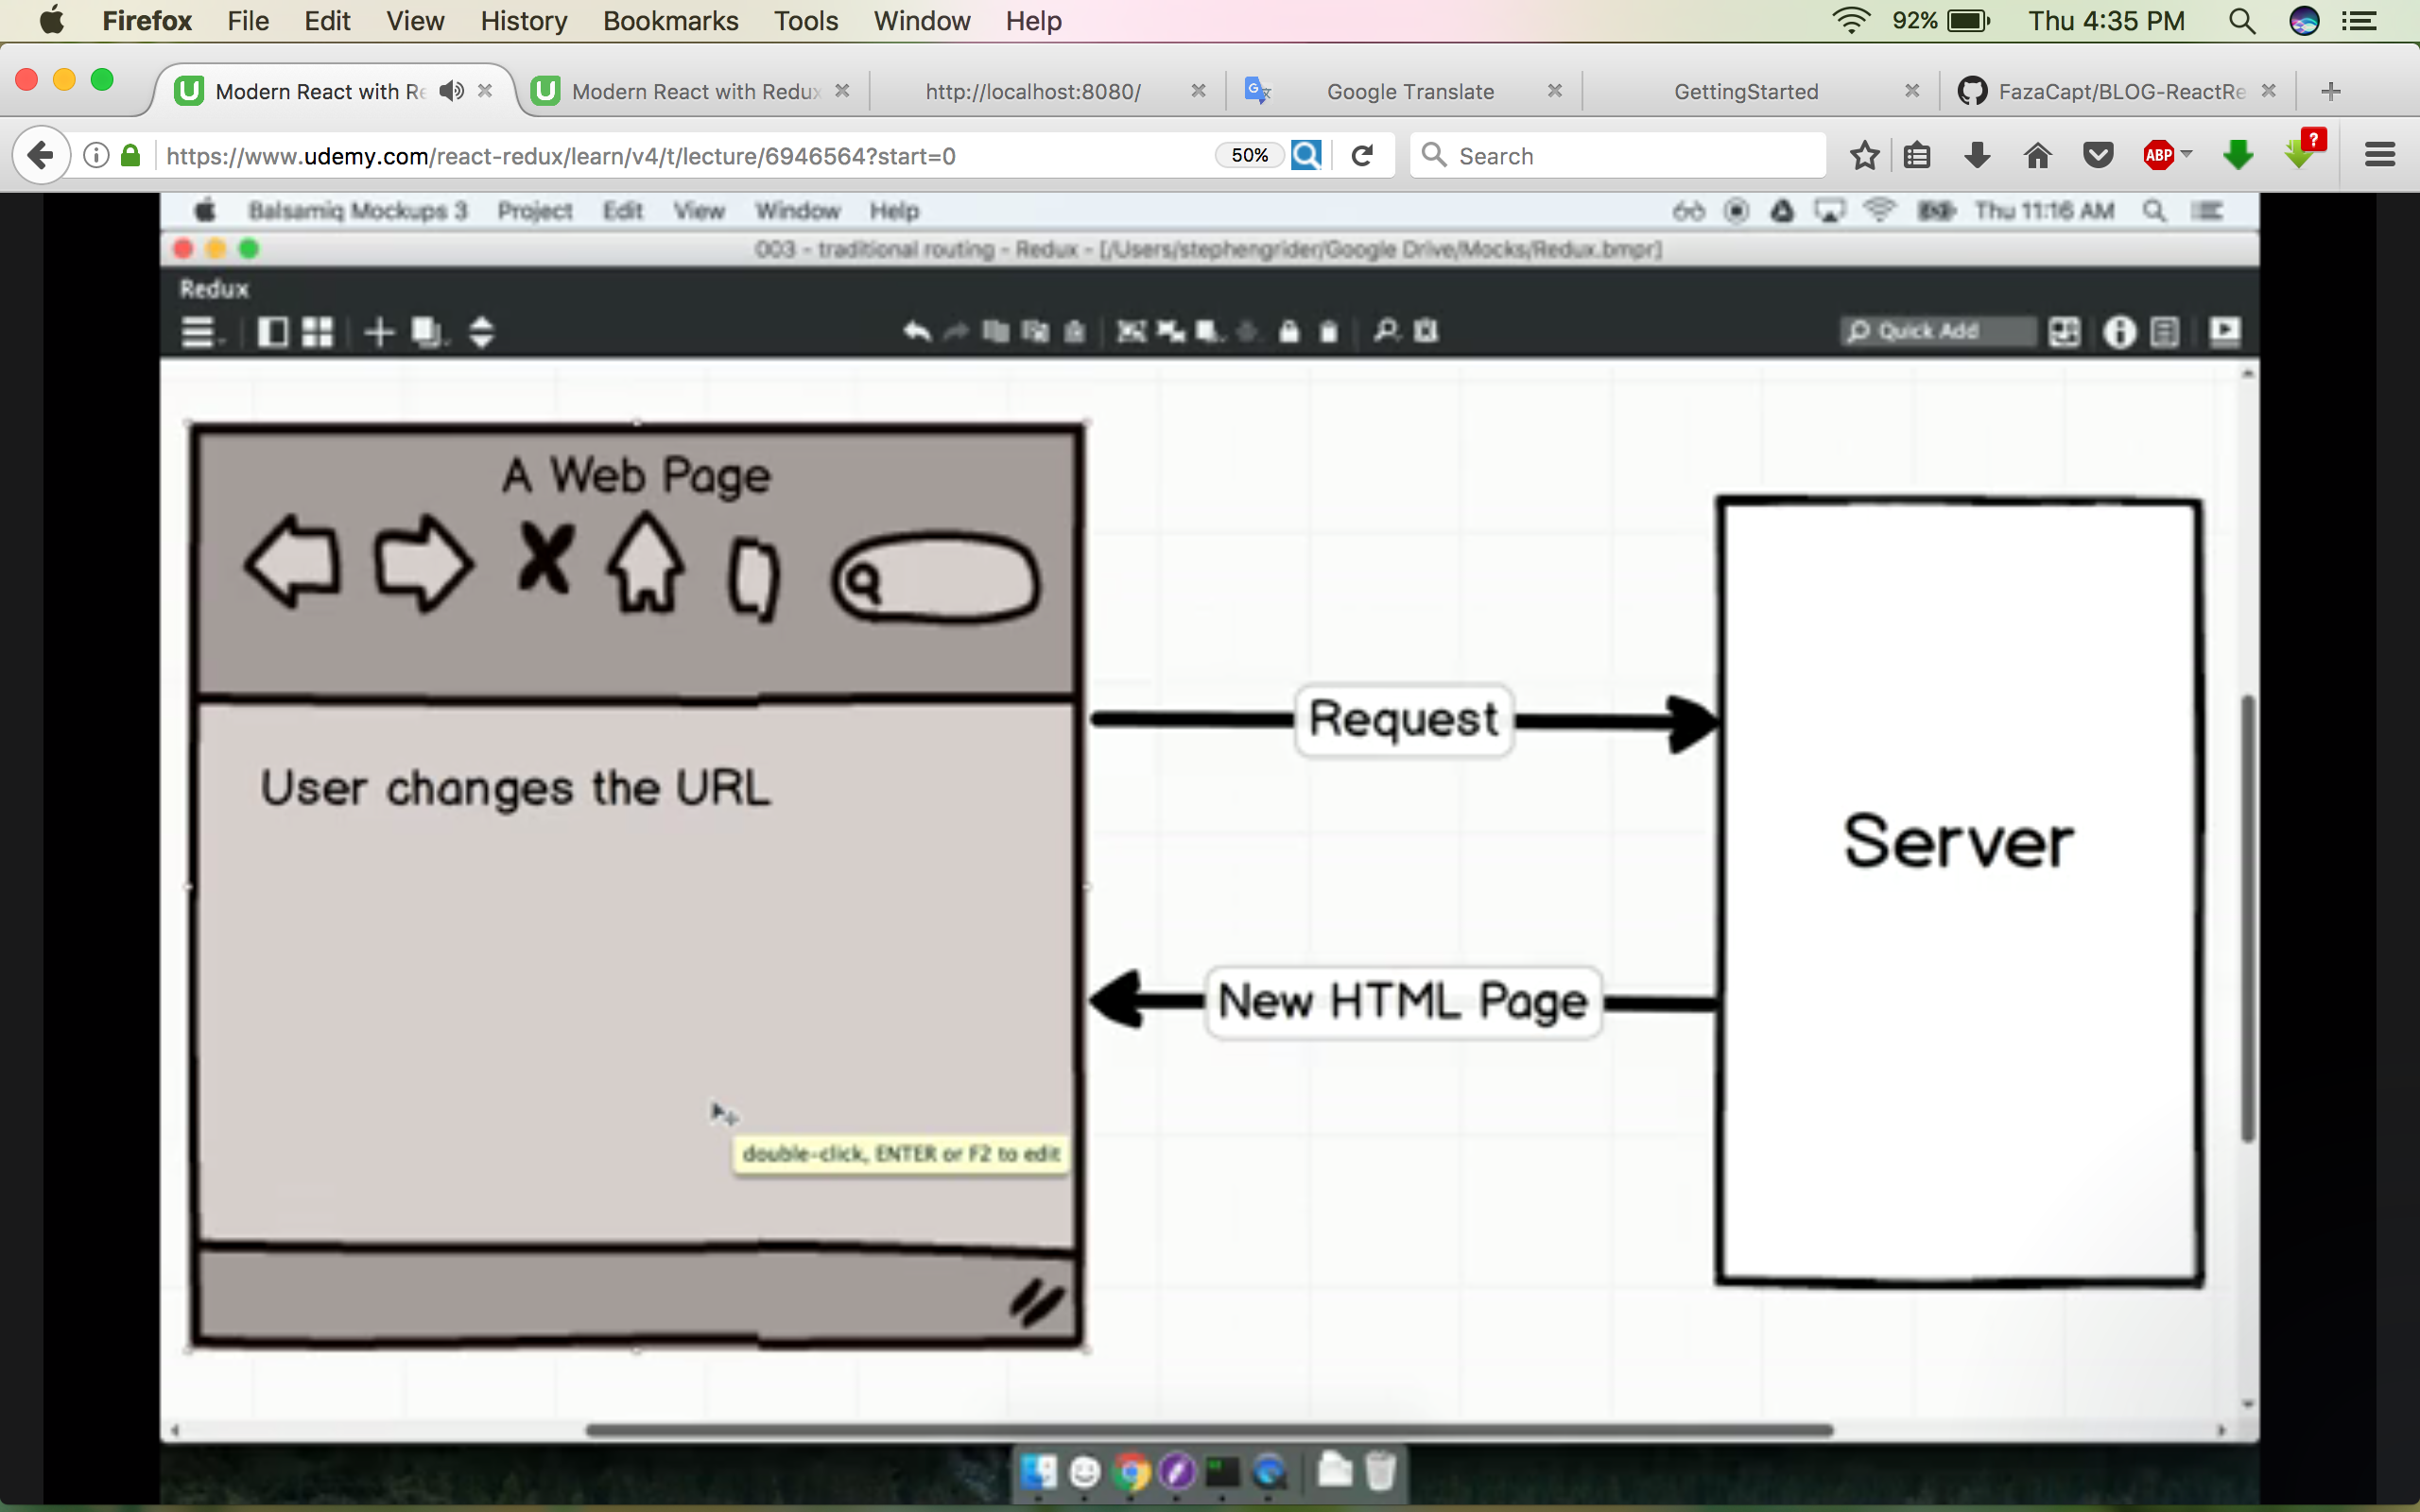 Firefox File Edit View History Bookmarks Tools Window Help 92% Thu 4:35 PM
Modern React with Re Modern React with Redux http://localhost:8080/ Google Translate GettingStarted FazaCapt/BLOG-ReactRe
https://www.udemy.com/react-redux/learn/v4/t/lecture/6946564?start=0 50% Search ABP ?
Balsamiq Mockups 3 Project Edit View Window Help Thu 11:16 AM
003 - traditional routing - Redux - [/Users/stephengrider/Google Drive/Mocks/Redux.bmpr]
Redux
Quick Add
A Web Page
Request
User changes the URL
Server
New HTML Page
double-click, ENTER or F2 to edit